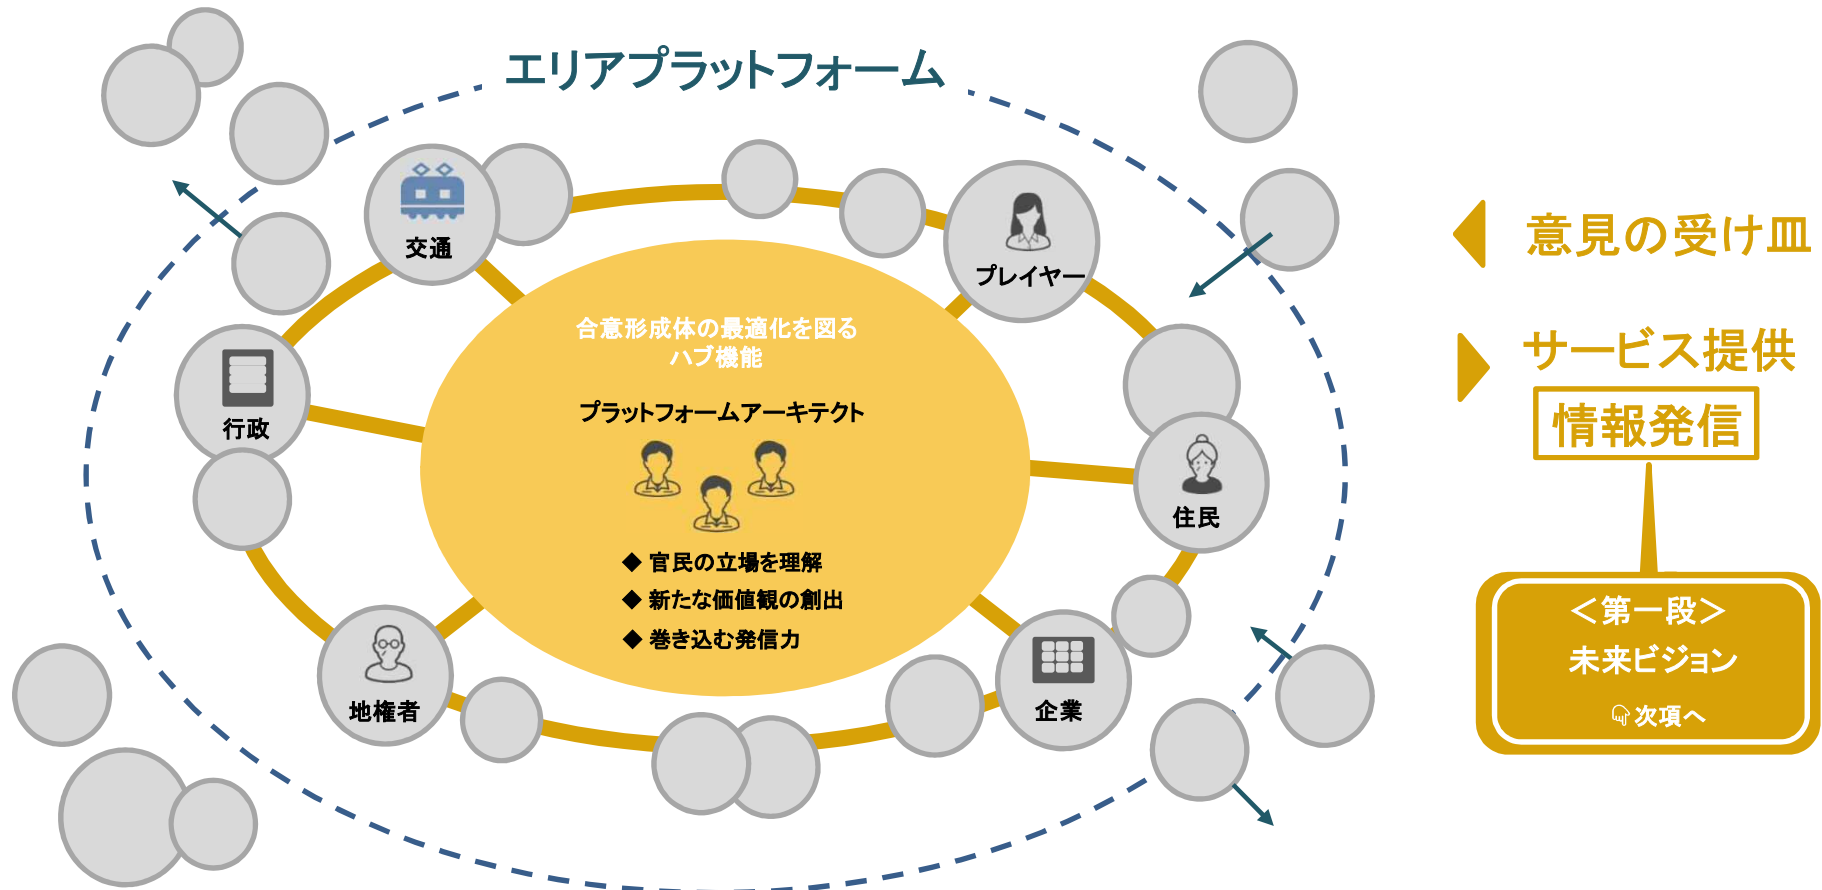 エリアプラットフォーム
交通
プレイヤー
行政
合意形成体の最適化を図る
ハブ機能
プラットフォームアーキテクト
◆ 官民の立場を理解
◆ 新たな価値観の創出
◆ 巻き込む発信力
住民
地権者
企業
意見の受け皿
サービス提供
情報発信
＜第一段＞
未来ビジョン
☟次項へ